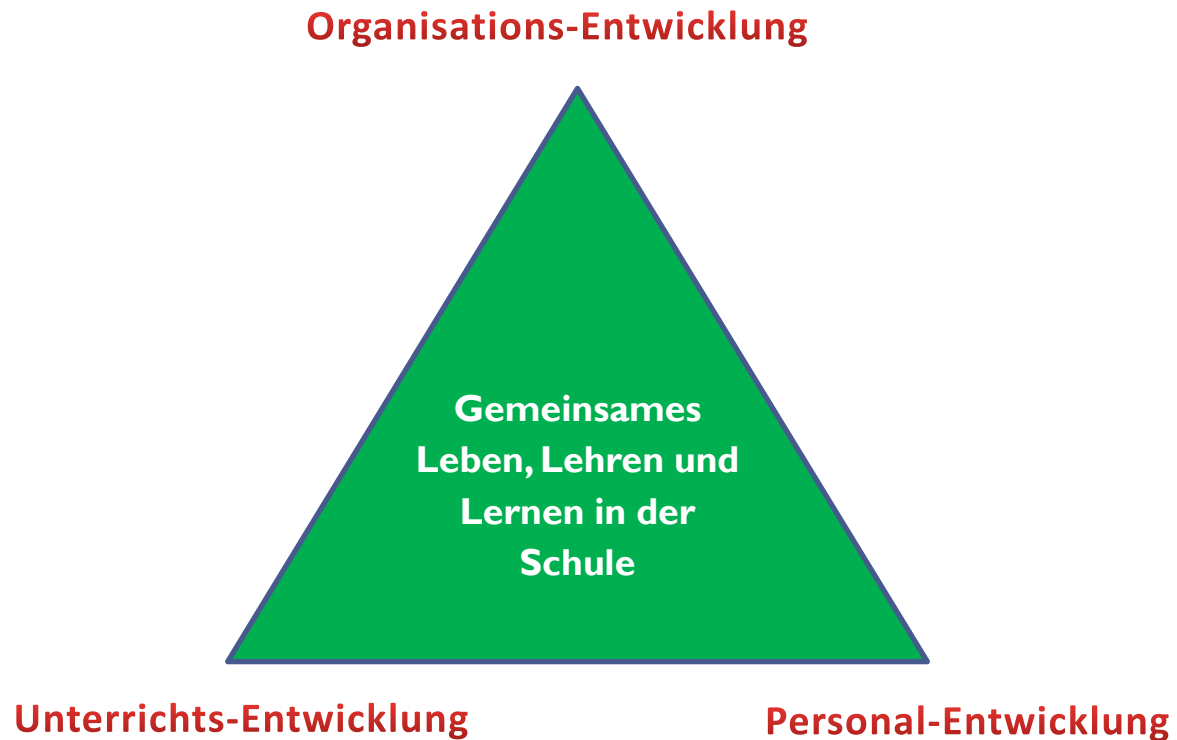 Organisations-Entwicklung
Gemeinsames
Leben, Lehren und
Lernen in der
Schule
Unterrichts-Entwicklung
Personal-Entwicklung